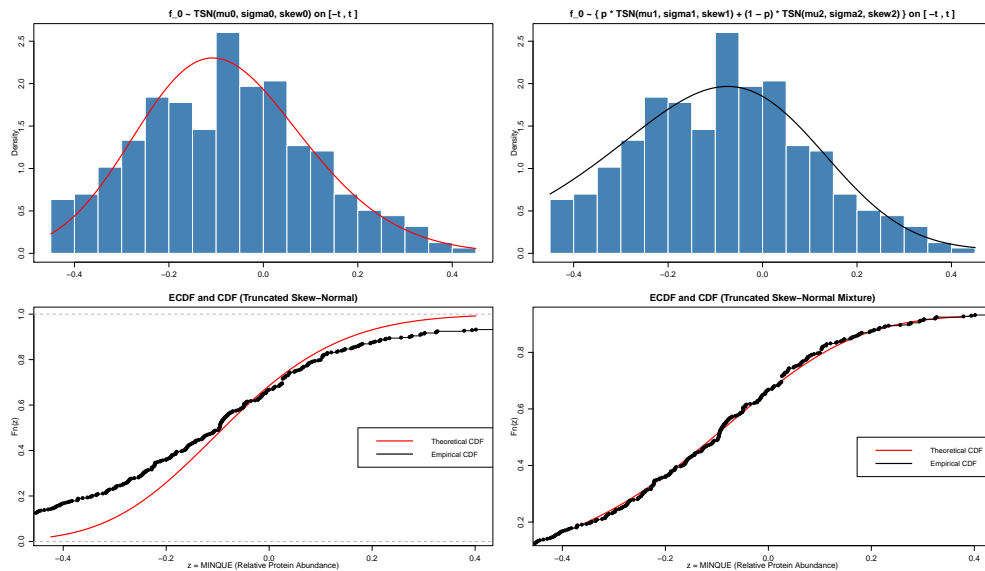 f_0 ~ TSN(mu0, sigma0, skew0) on [-t , t ]
Density
0.0 0.5 1.0 1.5 2.0 2.5
−0.4 −0.2 0.0 0.2 0.4
f_0 ~ { p * TSN(mu1, sigma1, skew1) + (1 − p) * TSN(mu2, sigma2, skew2) } on [ -t , t ]
Density
0.0 0.5 1.0 1.5 2.0 2.5
−0.4 −0.2 0.0 0.2 0.4
ECDF and CDF (Truncated Skew−Normal)
Fn(z)
0.0 0.2 0.4 0.6 0.8 1.0
Theoretical CDF
Empirical CDF
−0.4 −0.2 0.0 0.2 0.4
z = MINQUE (Relative Protein Abundance)
ECDF and CDF (Truncated Skew−Normal Mixture)
Fn(z)
0.2 0.4 0.6 0.8
Theoretical CDF
Empirical CDF
−0.4 −0.2 0.0 0.2 0.4
z = MINQUE (Relative Protein Abundance)